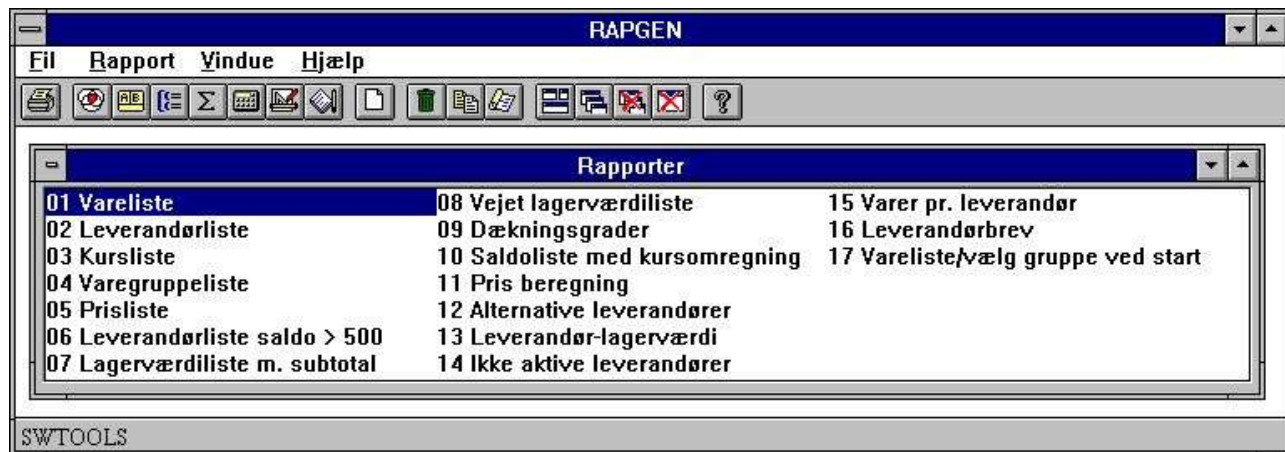 RAPGEN
Fil Rapport Vindue Hjælp
Rapporter
01 Vareliste
02 Leverandørliste
03 Kursliste
04 Varegruppeliste
05 Prisliste
06 Leverandørliste saldo > 500
07 Lagerværdiliste m. subtotal
08 Vejet lagerværdiliste
09 Dækningsgrader
10 Saldoliste med kursomregning
11 Pris beregning
12 Alternative leverandører
13 Leverandør-lagerværdi
14 Ikke aktive leverandører
15 Varer pr. leverandør
16 Leverandørbrev
17 Vareliste/vælg gruppe ved start
SWTOOLS